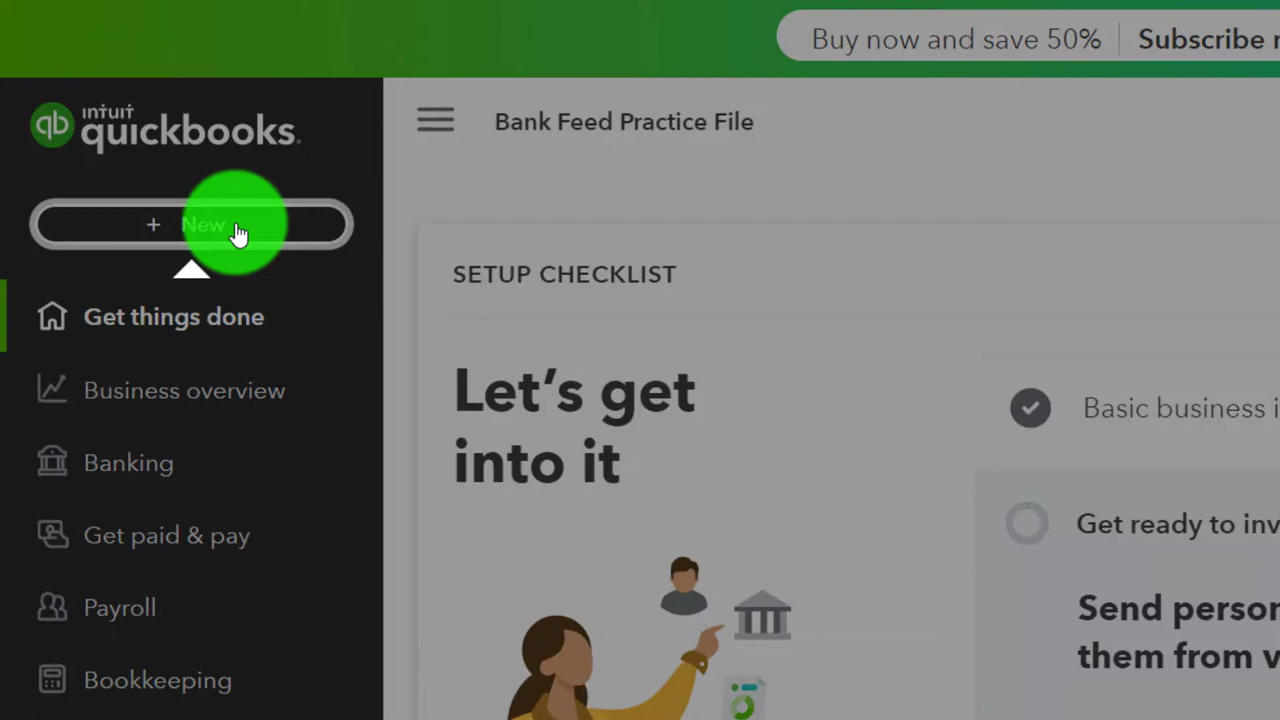 Buy now and save 50% Subscribe
intuit
quickbooks.
Bank Feed Practice File
+ New
SETUP CHECKLIST
Get things done
Let's get
into it
Business overview
Basic business i
Banking
Get paid & pay
Get ready to inv
Payroll
Send person
them from v
Bookkeeping